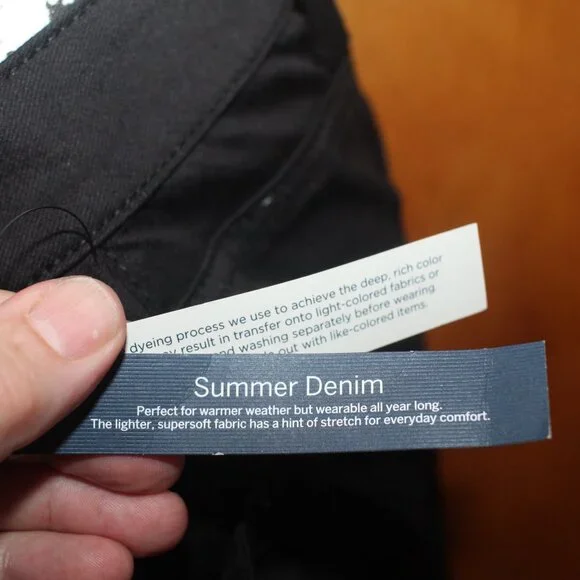 dyeing process we use to achieve the deep, rich color
result in transfer onto light-colored fabrics or
and washing separately before wearing
out with like-colored items.
Summer Denim
Perfect for warmer weather but wearable all year long.
The lighter, supersoft fabric has a hint of stretch for everyday comfort.